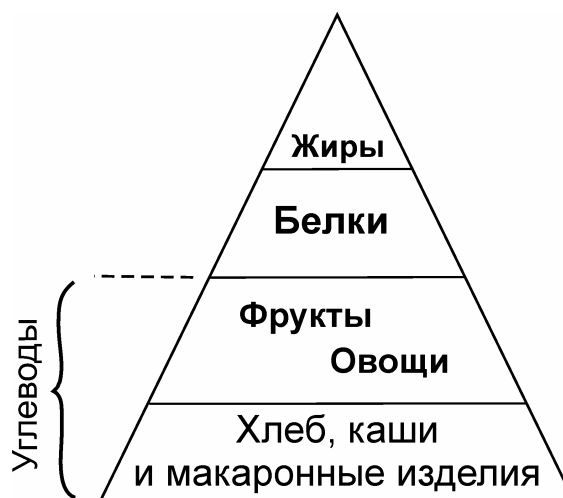 Жиры
Белки
Фрукты
Овощи
Углеводы
Хлеб, каши
и макаронные изделия